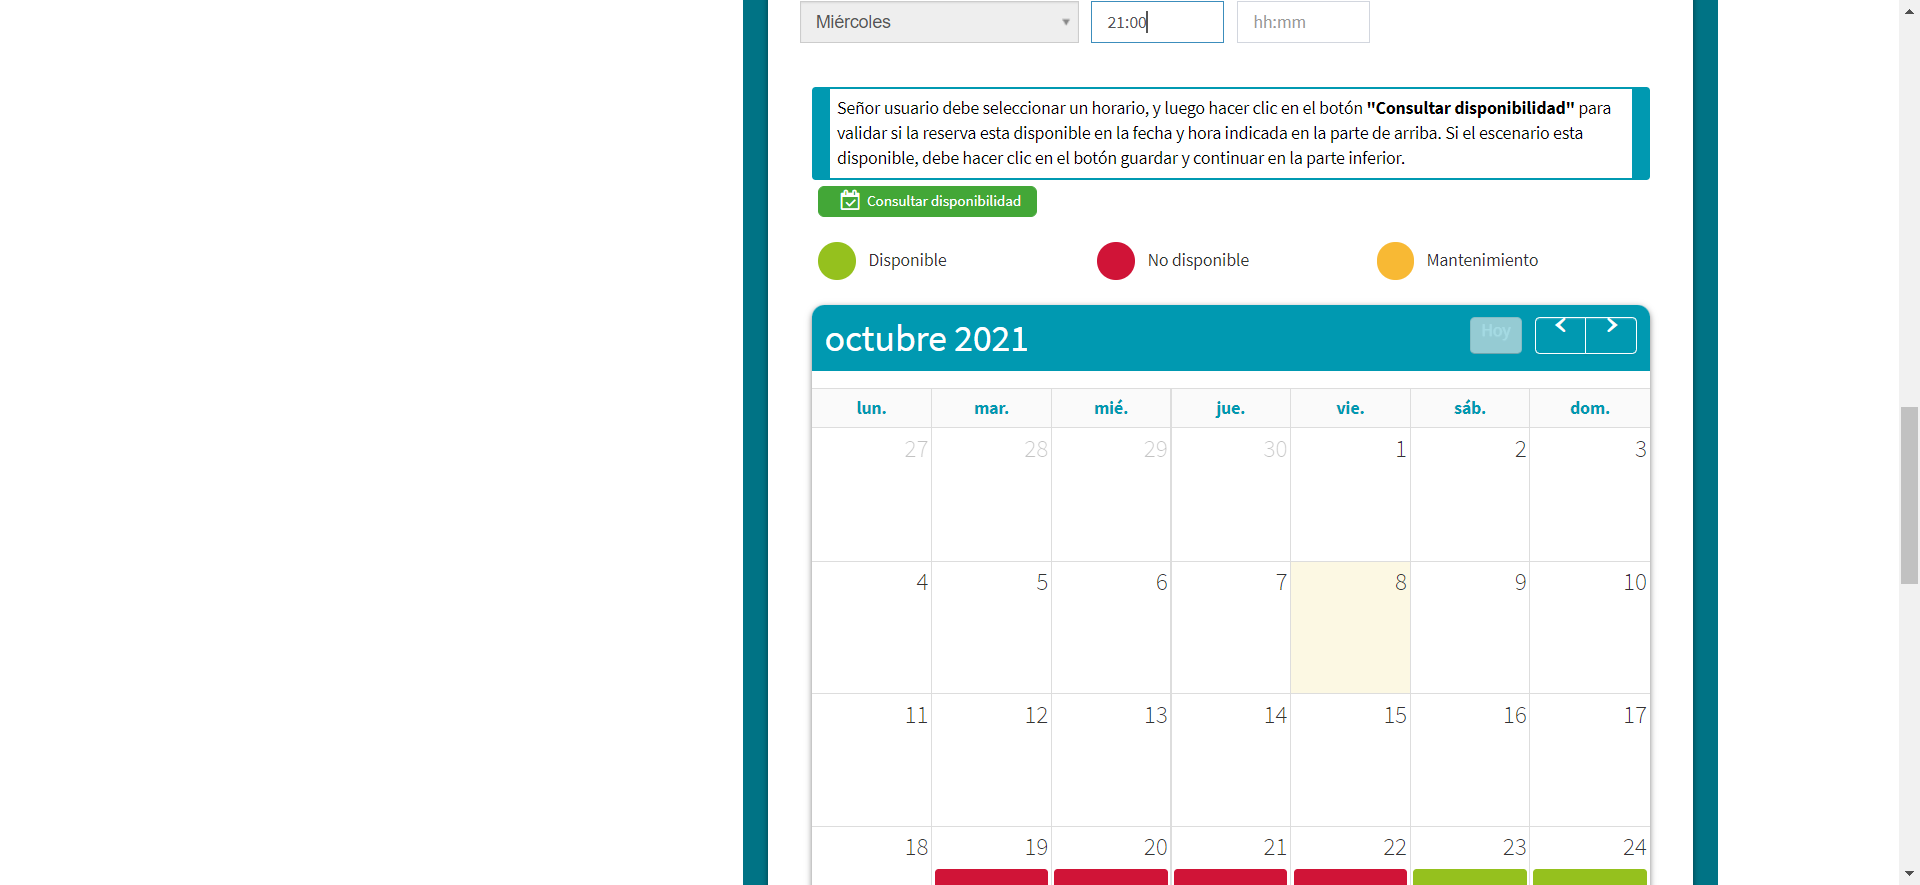 Miércoles 21:00 hh:mm
Señor usuario debe seleccionar un horario, y luego hacer clic en el botón "Consultar disponibilidad" para
validar si la reserva esta disponible en la fecha y hora indicada en la parte de arriba. Si el escenario esta
disponible, debe hacer clic en el botón guardar y continuar en la parte inferior.
Consultar disponibilidad
Disponible No disponible Mantenimiento
octubre 2021 Hoy
lun. mar. mié. jue. vie. sáb. dom.
27 28 29 30 1 2 3
4 5 6 7 8 9 10
11 12 13 14 15 16 17
18 19 20 21 22 23 24